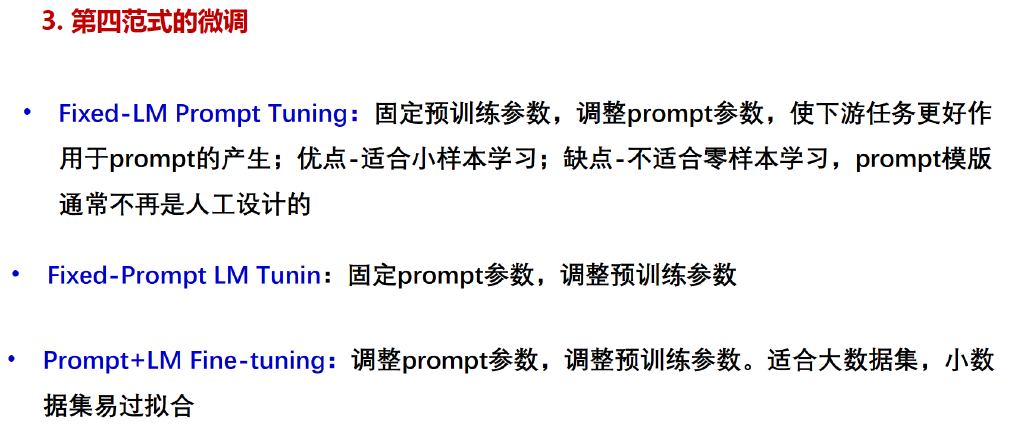 3. 第四范式的微调
• Fixed-LM Prompt Tuning：固定预训练参数，调整prompt参数，使下游任务更好作
用于prompt的产生；优点-适合小样本学习；缺点-不适合零样本学习，prompt模版
通常不再是人工设计的
• Fixed-Prompt LM Tunin：固定prompt参数，调整预训练参数
• Prompt+LM Fine-tuning：调整prompt参数，调整预训练参数。适合大数据集，小数
据集易过拟合